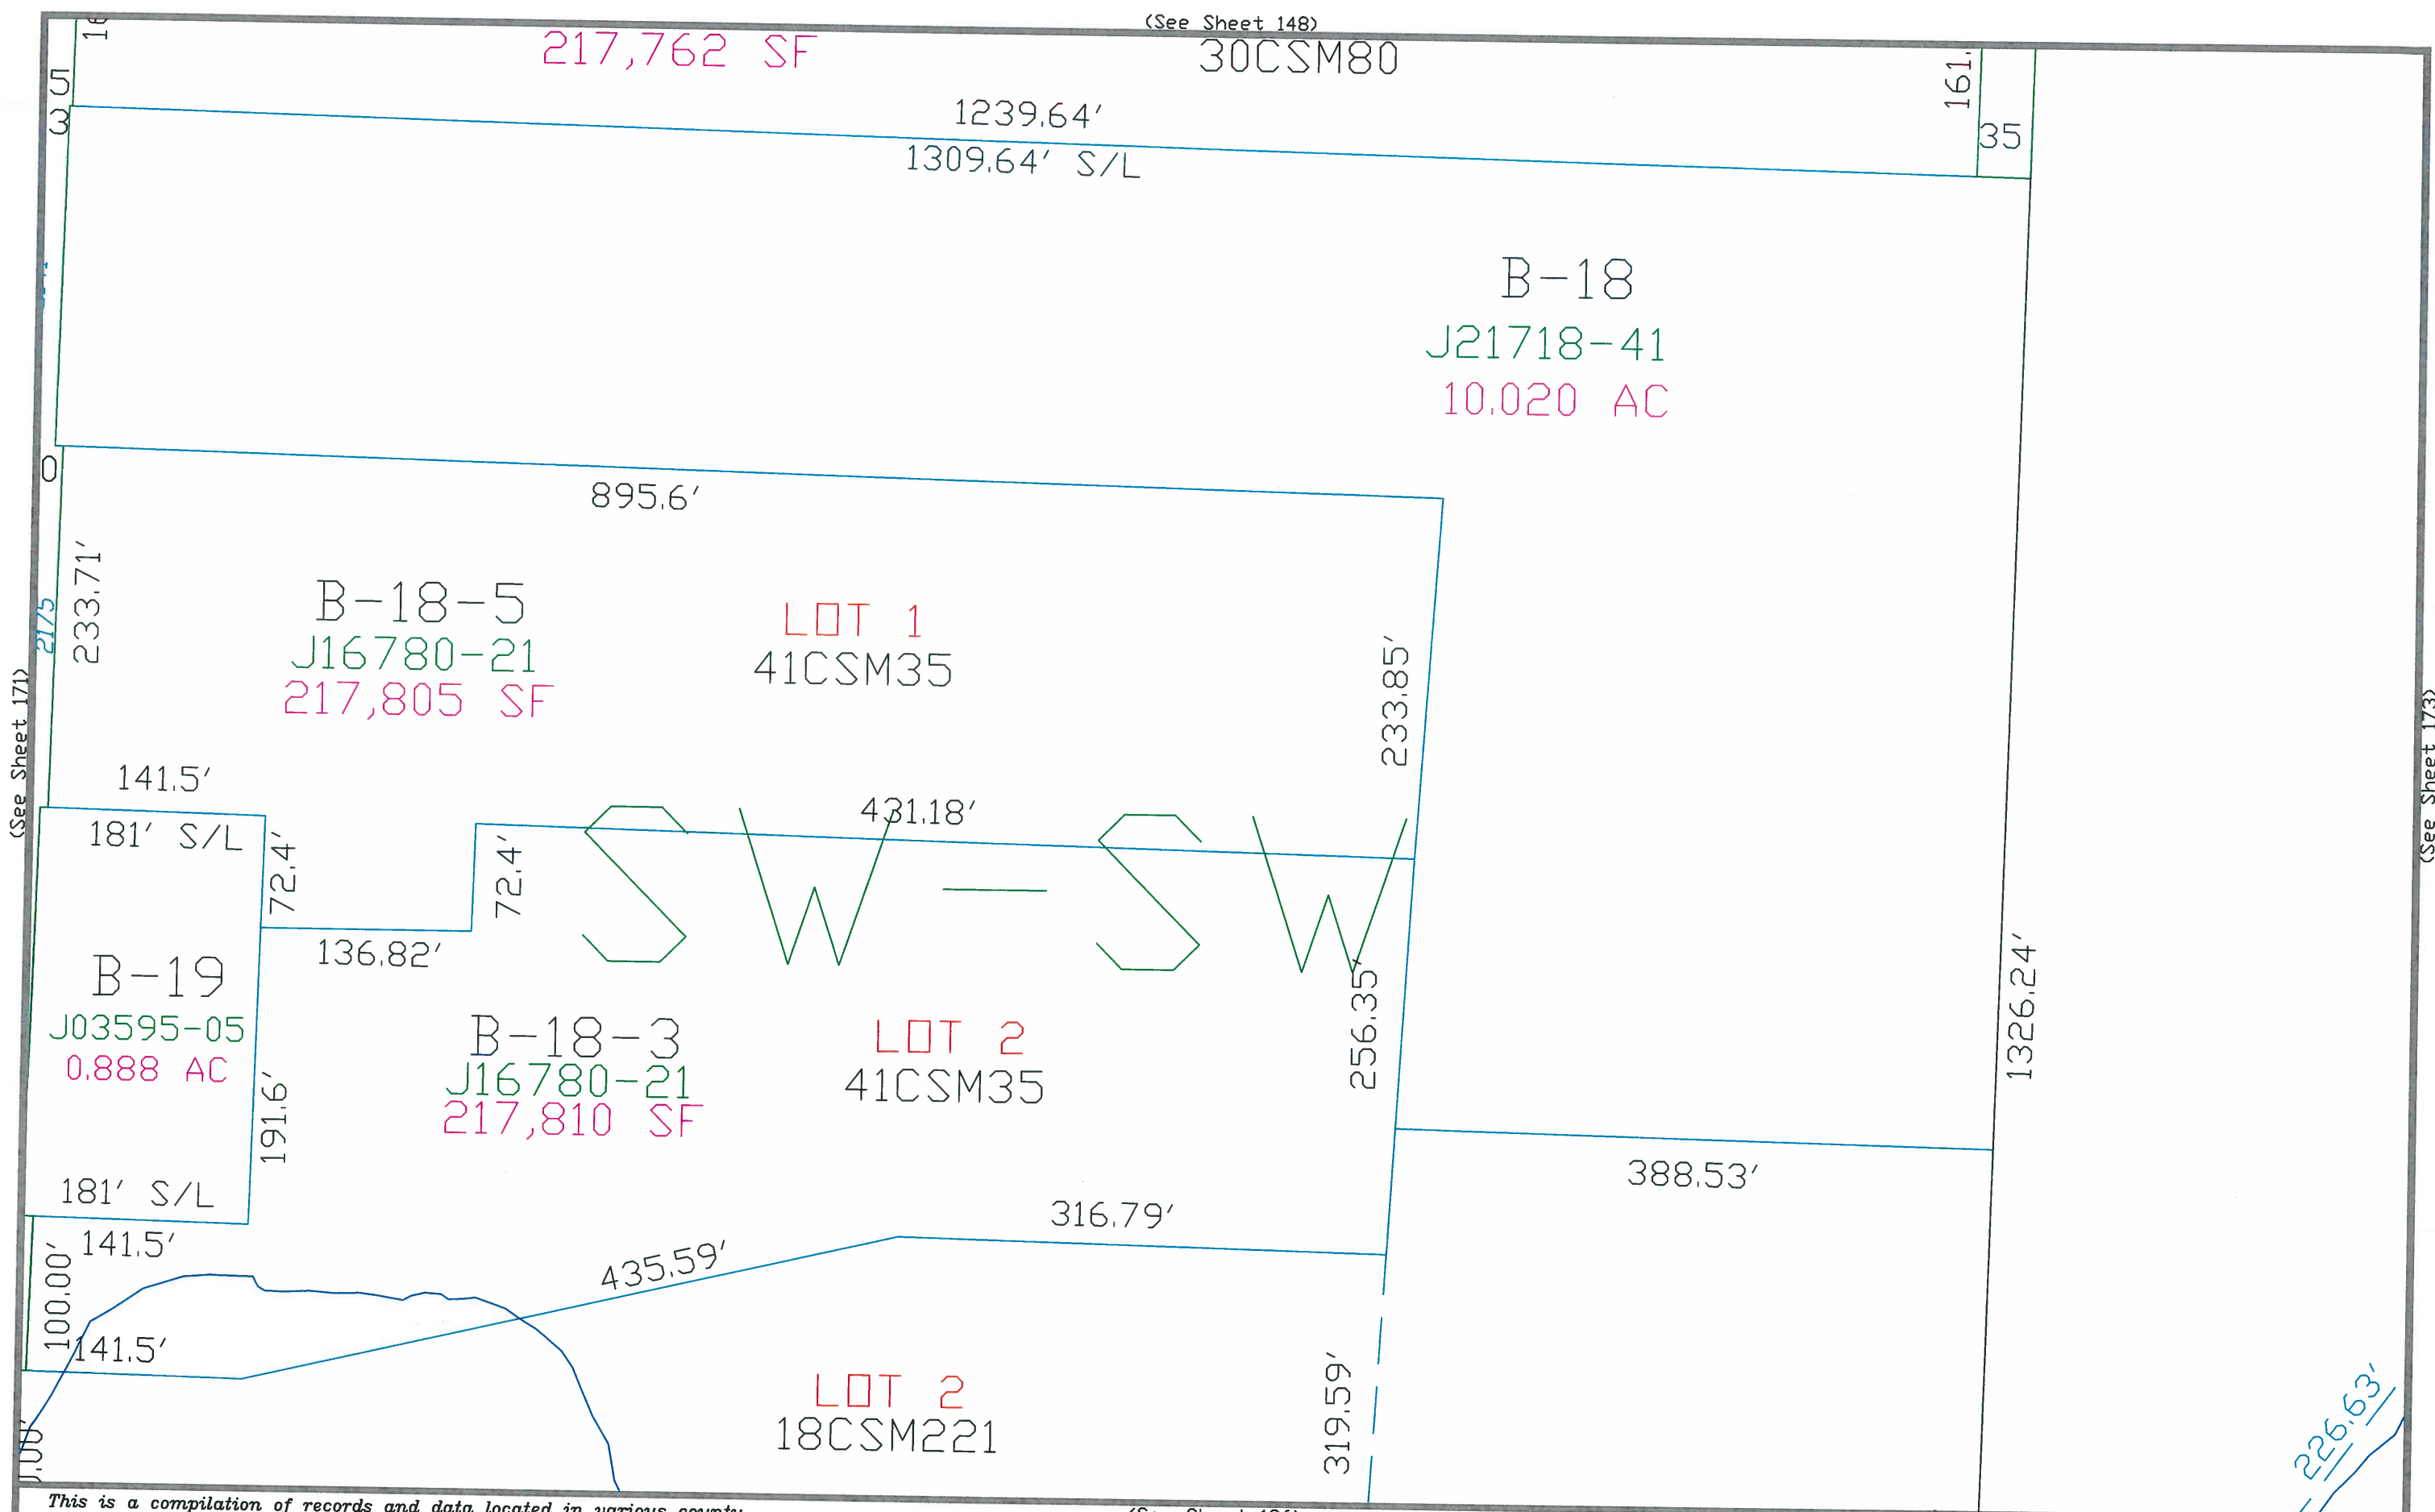 (See Sheet 148)
217,762 SF
30CSM80
161.
5
3
35
1239.64'
1309.64' S/L
B-18
J21718-41
10.020 AC
0
895.6'
233.71'
2175
B-18-5
J16780-21
217,805 SF
LOT 1
41CSM35
233.85'
(See Sheet 171)
(See Sheet 173)
141.5'
181' S/L
72.4'
72.4'
431.18'
SW-SW
136.82'
B-19
J03595-05
0.888 AC
191.6'
B-18-3
J16780-21
217,810 SF
LOT 2
41CSM35
256.35'
1326.24'
388.53'
181' S/L
141.5'
100.00'
141.5'
435.59'
316.79'
LOT 2
18CSM221
319.59'
226.63'
This is a compilation of records and data located in various county